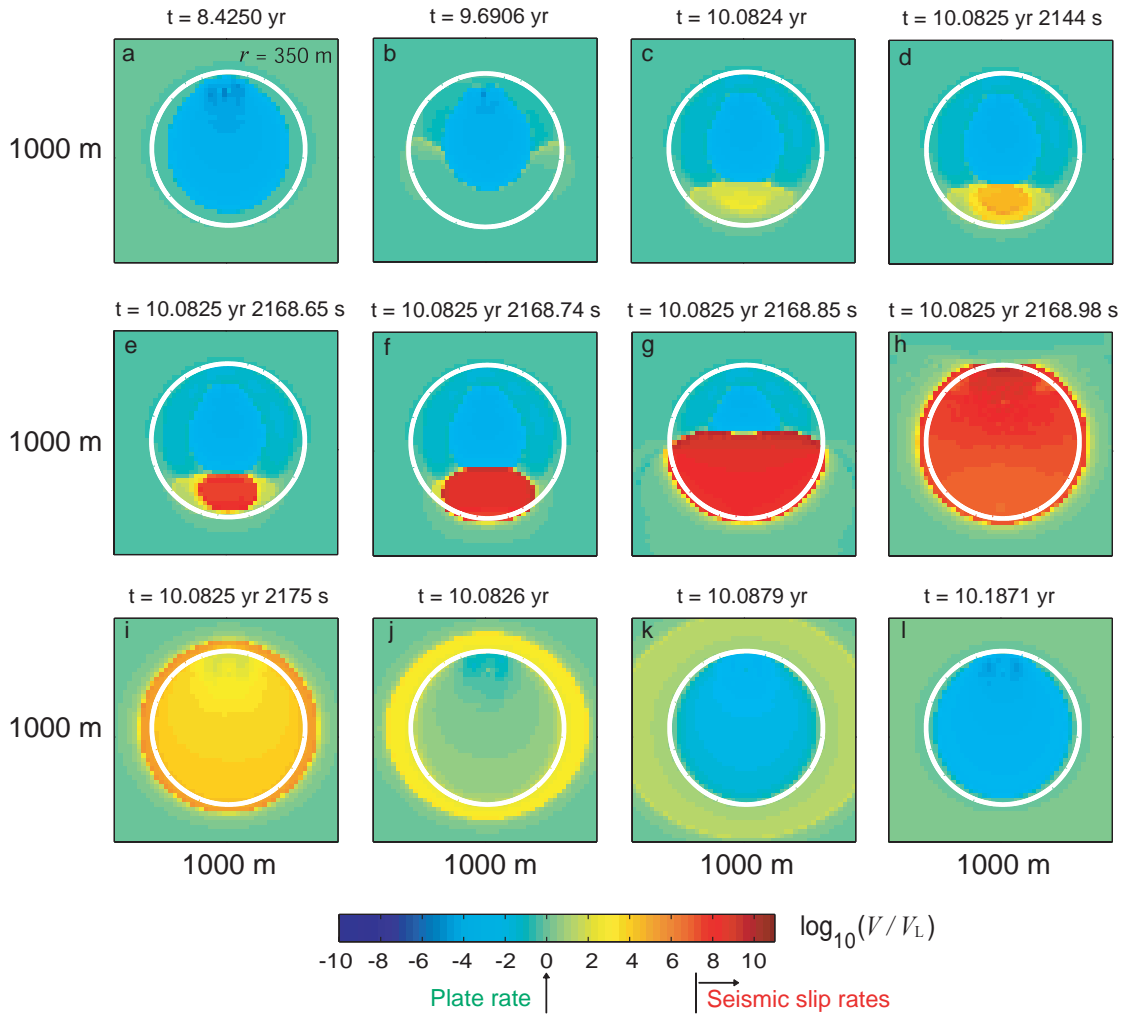 t = 8.4250 yr
t = 9.6906 yr
t = 10.0824 yr
t = 10.0825 yr 2144 s
a
r = 350 m
b
c
d
1000 m
t = 10.0825 yr 2168.65 s
t = 10.0825 yr 2168.74 s
t = 10.0825 yr 2168.85 s
t = 10.0825 yr 2168.98 s
e
f
g
h
1000 m
t = 10.0825 yr 2175 s
t = 10.0826 yr
t = 10.0879 yr
t = 10.1871 yr
i
j
k
l
1000 m
1000 m
1000 m
1000 m
1000 m
log10(V/VL)
-10 -8 -6 -4 -2 0 2 4 6 8 10
Plate rate
Seismic slip rates